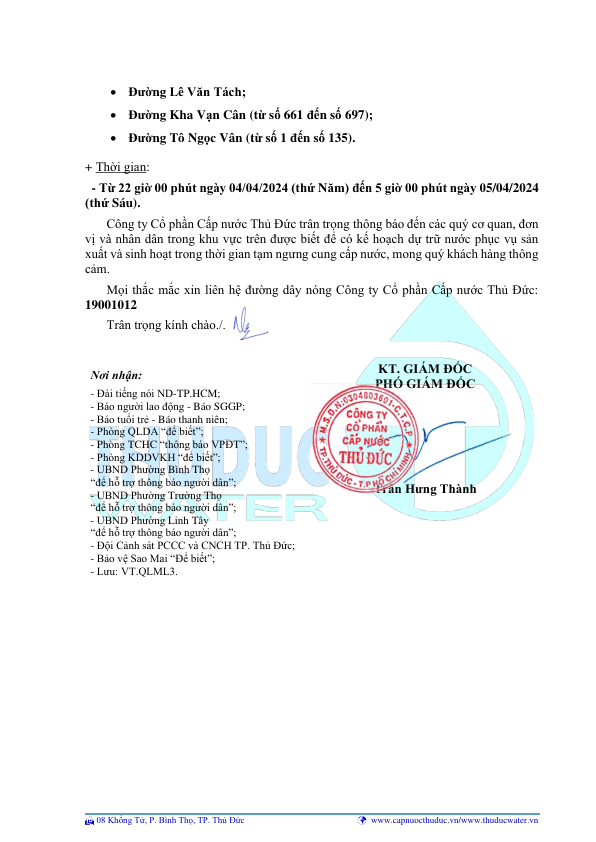 • Đường Lê Văn Tách;
• Đường Kha Vạn Cân (từ số 661 đến số 697);
• Đường Tô Ngọc Vân (từ số 1 đến số 135).
+ Thời gian:
- Từ 22 giờ 00 phút ngày 04/04/2024 (thứ Năm) đến 5 giờ 00 phút ngày 05/04/2024
(thứ Sáu).
Công ty Cổ phần Cấp nước Thủ Đức trân trọng thông báo đến các quý cơ quan, đơn
vị và nhân dân trong khu vực trên được biết để có kế hoạch dự trữ nước phục vụ sản
xuất và sinh hoạt trong thời gian tạm ngưng cung cấp nước, mong quý khách hàng thông
cảm.
Mọi thắc mắc xin liên hệ đường dây nóng Công ty Cổ phần Cấp nước Thủ Đức:
19001012
Trân trọng kính chào./.
Nơi nhận:
- Đài tiếng nói ND-TP.HCM;
- Báo người lao động - Báo SGGP;
- Báo tuổi trẻ - Báo thanh niên;
- Phòng QLDA “để biết”;
- Phòng TCHC “thông báo VPĐT”;
- Phòng KDDVKH “để biết”;
- UBND Phường Bình Thọ
“để hỗ trợ thông báo người dân”;
- UBND Phường Trường Thọ
“để hỗ trợ thông báo người dân”;
- UBND Phường Linh Tây
“để hỗ trợ thông báo người dân”;
- Đội Cảnh sát PCCC và CNCH TP. Thủ Đức;
- Bảo vệ Sao Mai “Để biết”;
- Lưu: VT.QLML3.
KT. GIÁM ĐỐC
PHÓ GIÁM ĐỐC
M.S.D.N:0304803601-C.T.C.P
CÔNG TY
CỔ PHẦN
CẤP NƯỚC
THỦ ĐỨC
TP.THỦ ĐỨC - T.P HỒ CHÍ MINH
Trần Hưng Thành
THU DUC
WATER
08 Khổng Tử, P. Bình Thọ, TP. Thủ Đức
www.capnuocthuduc.vn/www.thuducwater.vn